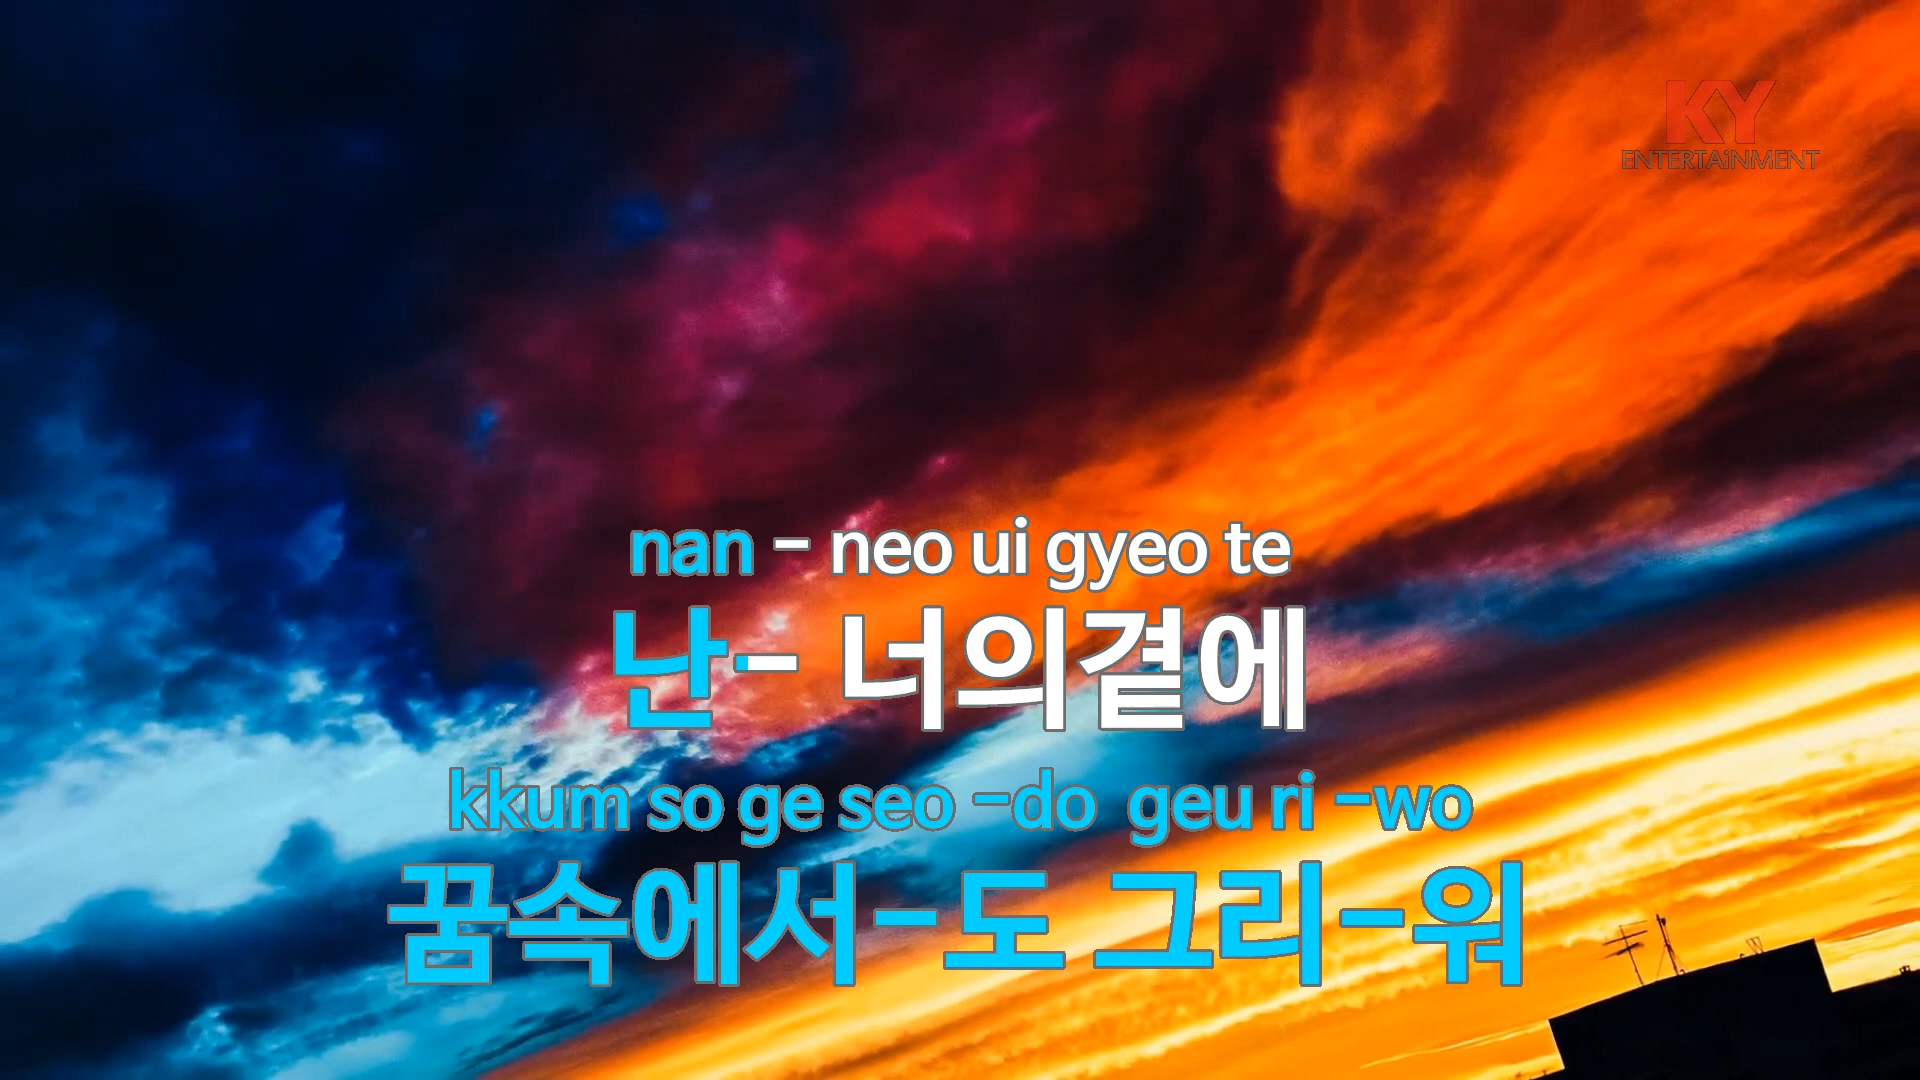 KY
ENTERTAiNMENT
nan - neo ui gyeo te
난- 너의곁에
kkum so ge seo -do geu ri -wo
꿈속에서-도 그리-워